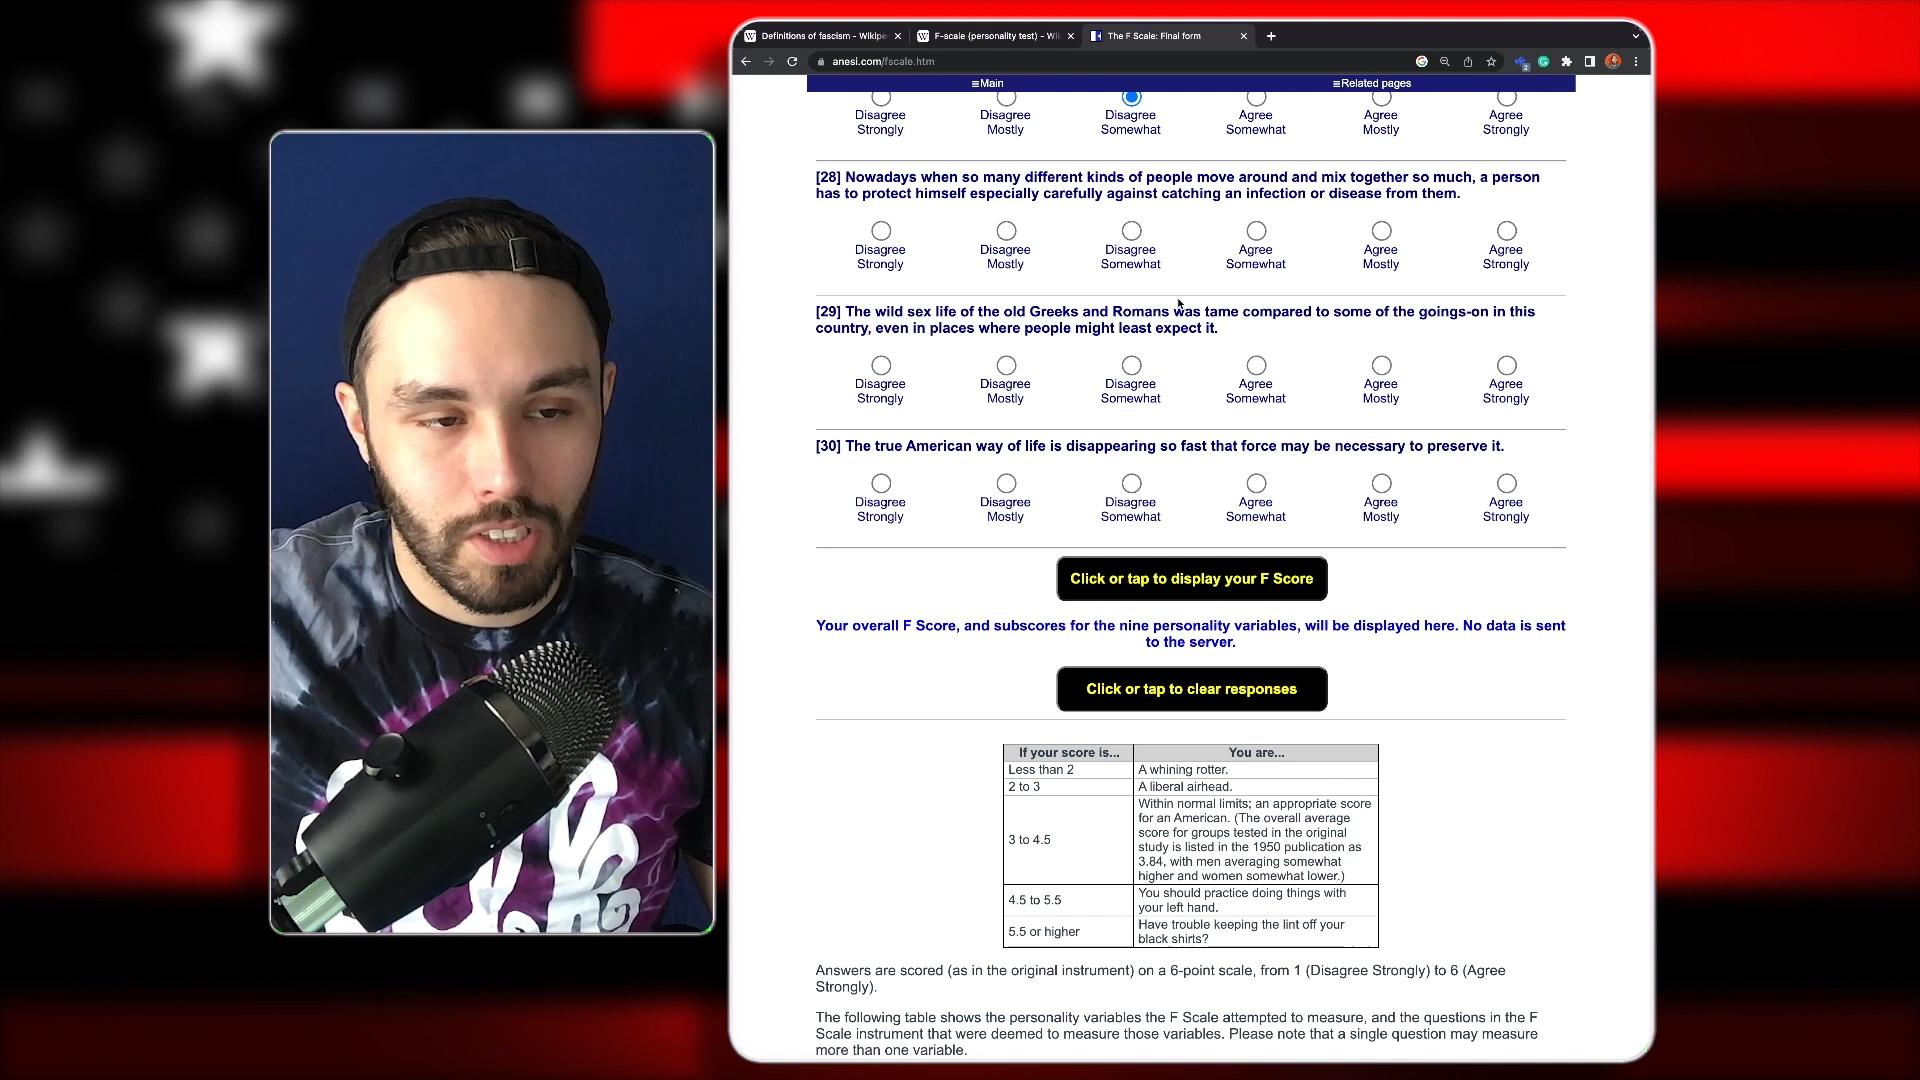 Definitions of fascism - Wikipe
F-scale (personality test) - Wi
The F Scale: Final form
anesi.com/fscale.htm
Main
Related pages
Disagree Strongly
Disagree Mostly
Disagree Somewhat
Agree Somewhat
Agree Mostly
Agree Strongly
[28] Nowadays when so many different kinds of people move around and mix together so much, a person
has to protect himself especially carefully against catching an infection or disease from them.
Disagree Strongly
Disagree Mostly
Disagree Somewhat
Agree Somewhat
Agree Mostly
Agree Strongly
[29] The wild sex life of the old Greeks and Romans was tame compared to some of the goings-on in this
country, even in places where people might least expect it.
Disagree Strongly
Disagree Mostly
Disagree Somewhat
Agree Somewhat
Agree Mostly
Agree Strongly
[30] The true American way of life is disappearing so fast that force may be necessary to preserve it.
Disagree Strongly
Disagree Mostly
Disagree Somewhat
Agree Somewhat
Agree Mostly
Agree Strongly
Click or tap to display your F Score
Your overall F Score, and subscores for the nine personality variables, will be displayed here. No data is sent
to the server.
Click or tap to clear responses
If your score is... You are...
Less than 2 A whining rotter.
2 to 3 A liberal airhead.
3 to 4.5 Within normal limits; an appropriate score
for an American. (The overall average
score for groups tested in the original
study is listed in the 1950 publication as
3.84, with men averaging somewhat
higher and women somewhat lower.)
4.5 to 5.5 You should practice doing things with
your left hand.
5.5 or higher Have trouble keeping the lint off your
black shirts?
Answers are scored (as in the original instrument) on a 6-point scale, from 1 (Disagree Strongly) to 6 (Agree
Strongly).
The following table shows the personality variables the F Scale attempted to measure, and the questions in the F
Scale instrument that were deemed to measure those variables. Please note that a single question may measure
more than one variable.